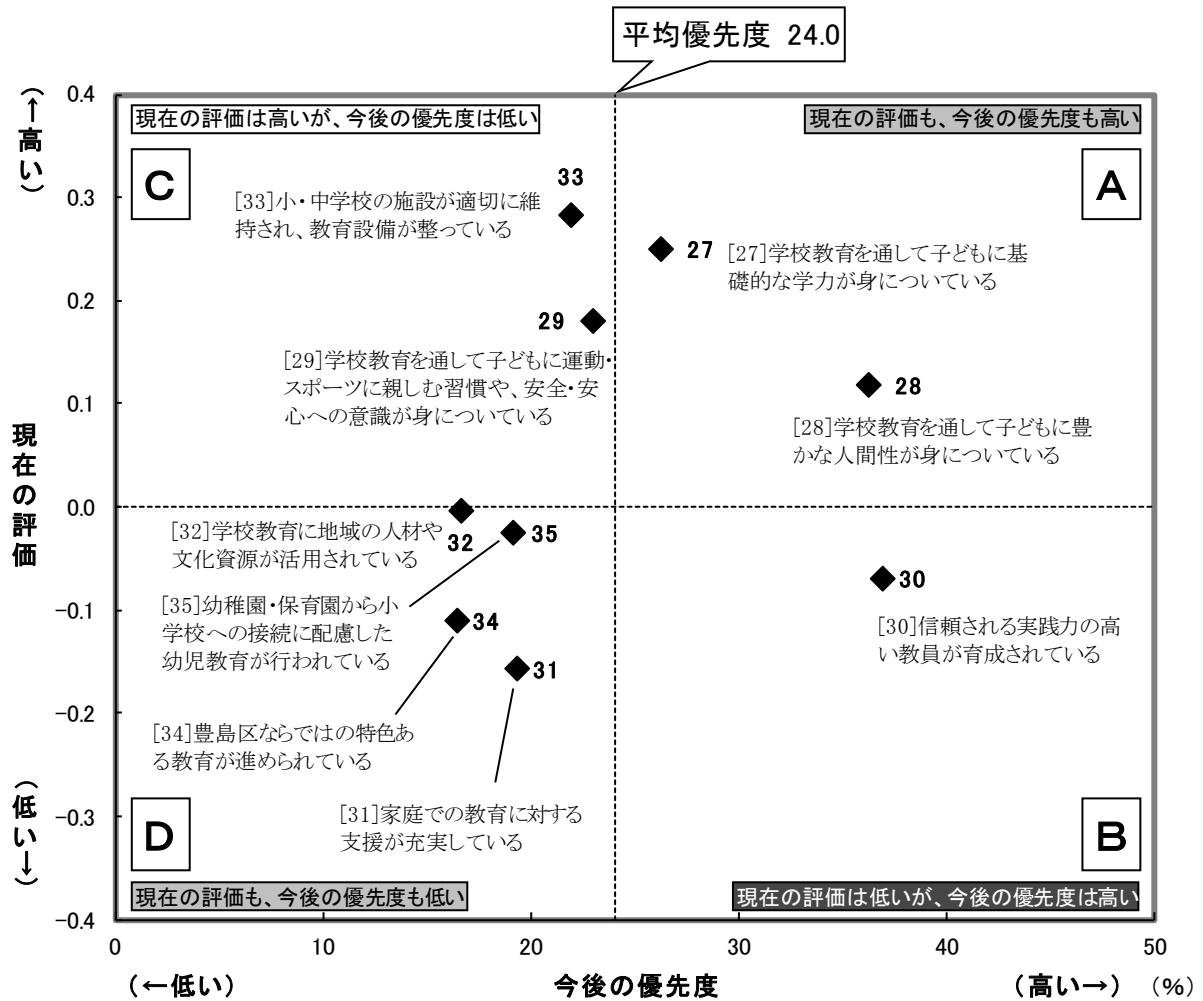 平均優先度 24.0
(↑高い)
現在の評価
(低い↓)
0.4
0.3
0.2
0.1
0.0
-0.1
-0.2
-0.3
-0.4
現在の評価は高いが、今後の優先度は低い
現在の評価も、今後の優先度も高い
C
A
33
[33]小・中学校の施設が適切に維
持され、教育設備が整っている
27
[27]学校教育を通して子どもに基
礎的な学力が身についている
29
[29]学校教育を通して子どもに運動・
スポーツに親しむ習慣や、安全・安
心への意識が身についている
28
[28]学校教育を通して子どもに豊
かな人間性が身についている
[32]学校教育に地域の人材や
文化資源が活用されている
32
35
[35]幼稚園・保育園から小
学校への接続に配慮した
幼児教育が行われている
30
[30]信頼される実践力の高
い教員が育成されている
34
31
[34]豊島区ならではの特色あ
る教育が進められている
[31]家庭での教育に対する
支援が充実している
D
B
現在の評価も、今後の優先度も低い
現在の評価は低いが、今後の優先度は高い
0
10
20
30
40
50
(←低い)
今後の優先度
(高い→)
(%)